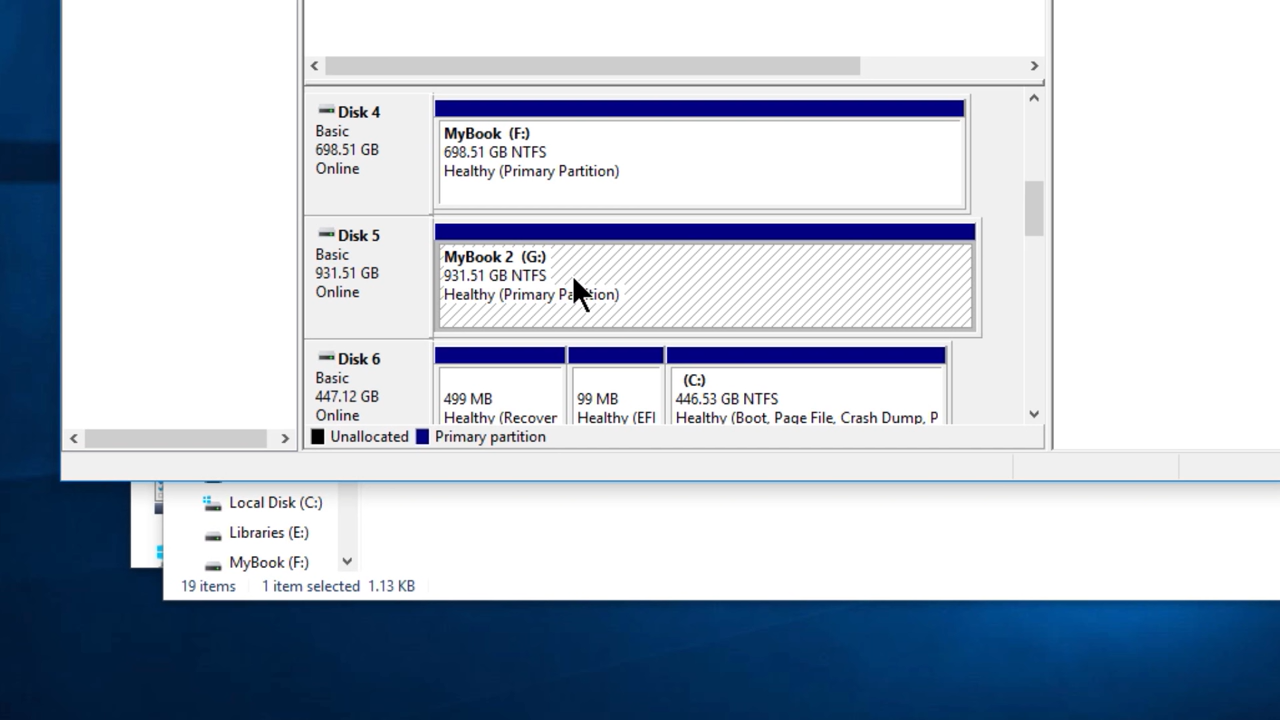 Disk 4
Basic
698.51 GB
Online
MyBook (F:)
698.51 GB NTFS
Healthy (Primary Partition)
Disk 5
Basic
931.51 GB
Online
MyBook 2 (G:)
931.51 GB NTFS
Healthy (Primary Partition)
Disk 6
Basic
447.12 GB
Online
499 MB
Healthy (Recover
99 MB
Healthy (EFI
(C:)
446.53 GB NTFS
Healthy (Boot, Page File, Crash Dump, P
Unallocated Primary partition
Local Disk (C:)
Libraries (E:)
MyBook (F:)
19 items 1 item selected 1.13 KB